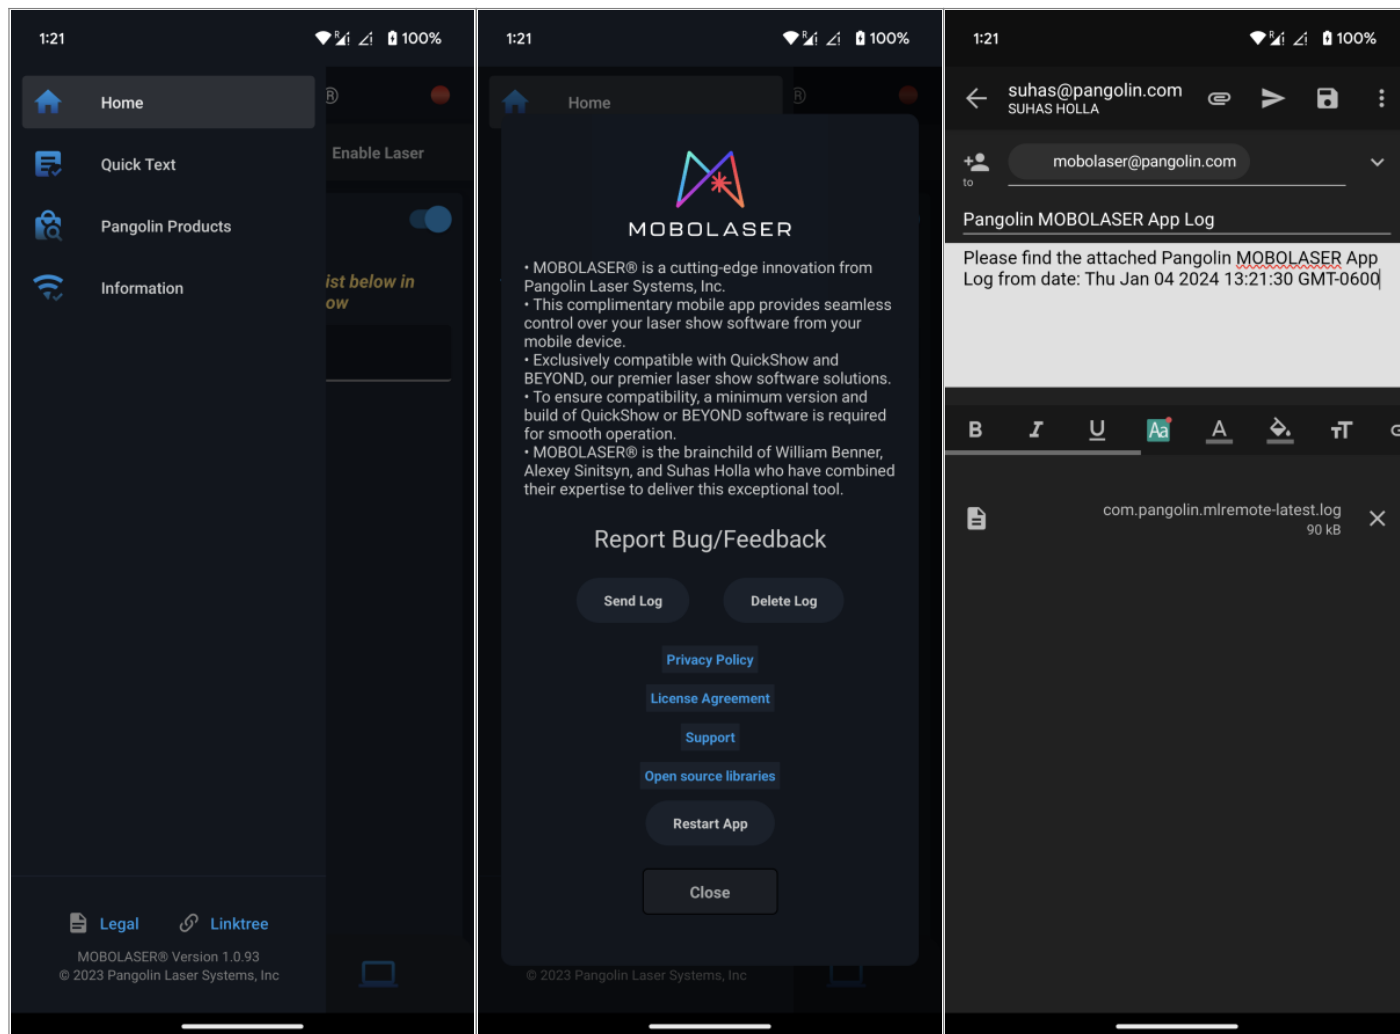 1:21
R
100%
Home
Quick Text
Pangolin Products
Information
®
Enable Laser
ist below in
ow
Legal
Linktree
MOBOLASER® Version 1.0.93
© 2023 Pangolin Laser Systems, Inc
1:21
R
100%
Home
®
MOBOLASER
• MOBOLASER® is a cutting-edge innovation from
Pangolin Laser Systems, Inc.
• This complimentary mobile app provides seamless
control over your laser show software from your
mobile device.
• Exclusively compatible with QuickShow and
BEYOND, our premier laser show software solutions.
• To ensure compatibility, a minimum version and
build of QuickShow or BEYOND software is required
for smooth operation.
• MOBOLASER® is the brainchild of William Benner,
Alexey Sinitsyn, and Suhas Holla who have combined
their expertise to deliver this exceptional tool.
Report Bug/Feedback
Send Log
Delete Log
Privacy Policy
License Agreement
Support
Open source libraries
Restart App
Close
© 2023 Pangolin Laser Systems, Inc
1:21
R
100%
suhas@pangolin.com
SUHAS HOLLA
to
mobolaser@pangolin.com
Pangolin MOBOLASER App Log
Please find the attached Pangolin MOBOLASER App
Log from date: Thu Jan 04 2024 13:21:30 GMT-0600
B I U Aa A TT
com.pangolin.mlremote-latest.log
90 kB